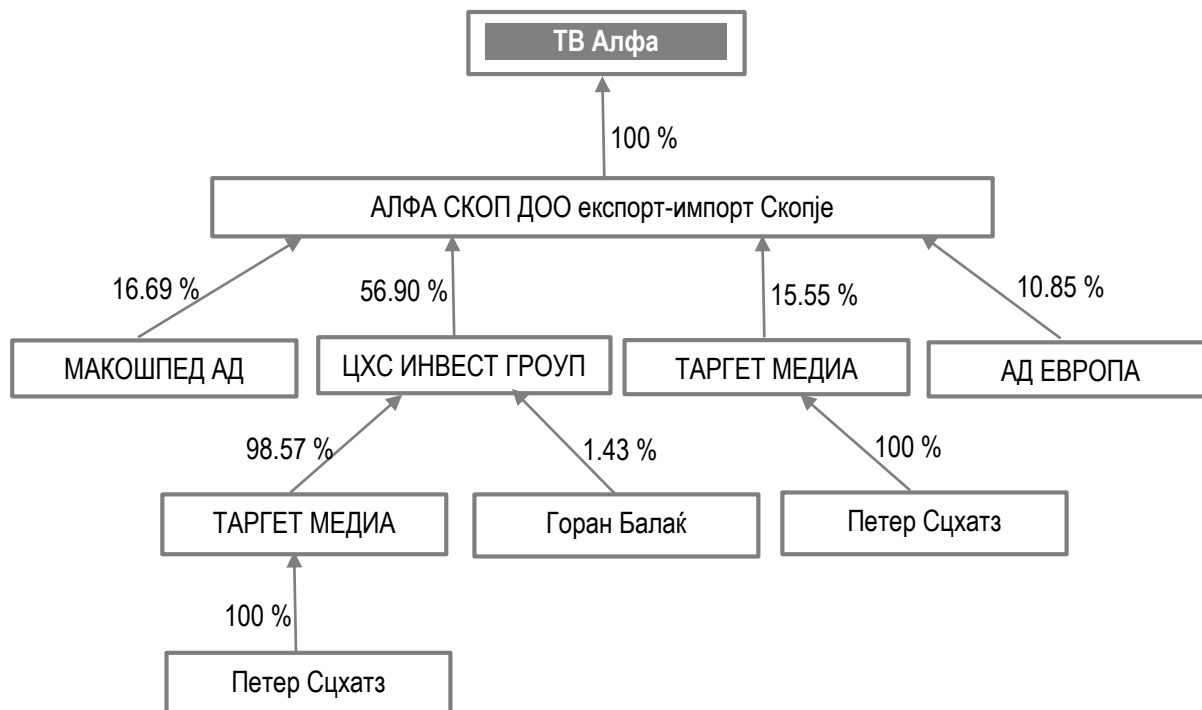 ТВ Алфа
100 %
АЛФА СКОП ДОО експорт-импорт Скопје
16.69 %
56.90 %
15.55 %
10.85 %
МАКОШПЕД АД
ЦХС ИНВЕСТ ГРОУП
ТАРГЕТ МЕДИА
АД ЕВРОПА
98.57 %
1.43 %
100 %
ТАРГЕТ МЕДИА
Горан Балаќ
Петер Сцхатз
100 %
Петер Сцхатз